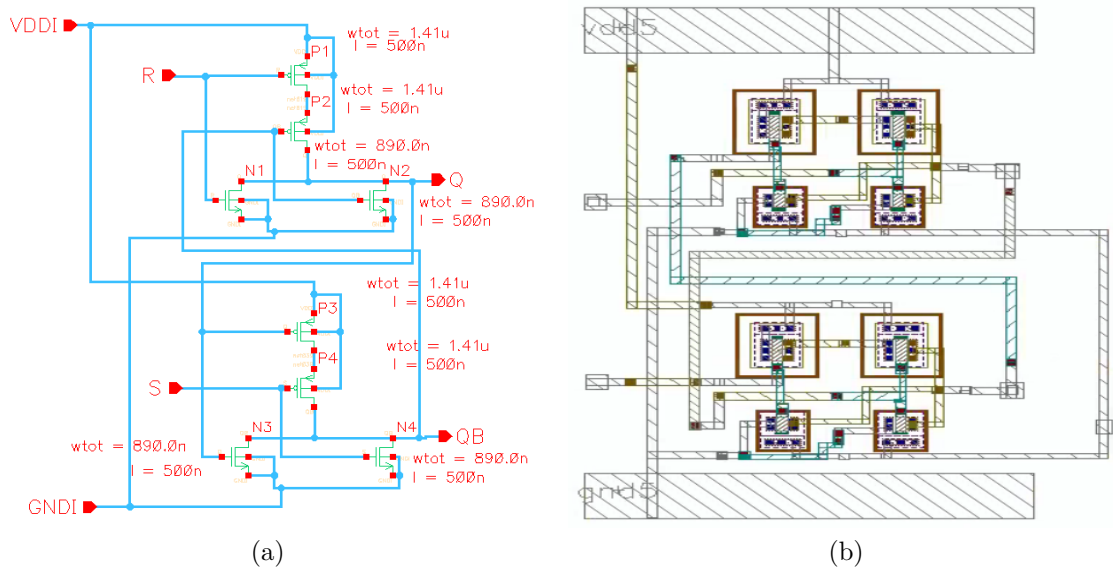 VDDI
wtot = 1.41u
P1
l = 500n
R
wtot = 1.41u
P2
l = 500n
wtot = 890.0n
l = 500n
N1
N2
Q
wtot = 890.0n
l = 500n
wtot = 1.41u
l = 500n
P3
wtot = 1.41u
P4
l = 500n
S
N3
N4
QB
wtot = 890.0n
l = 500n
wtot = 890.0n
l = 500n
GNDI
(a)
vdd5
gnd5
(b)